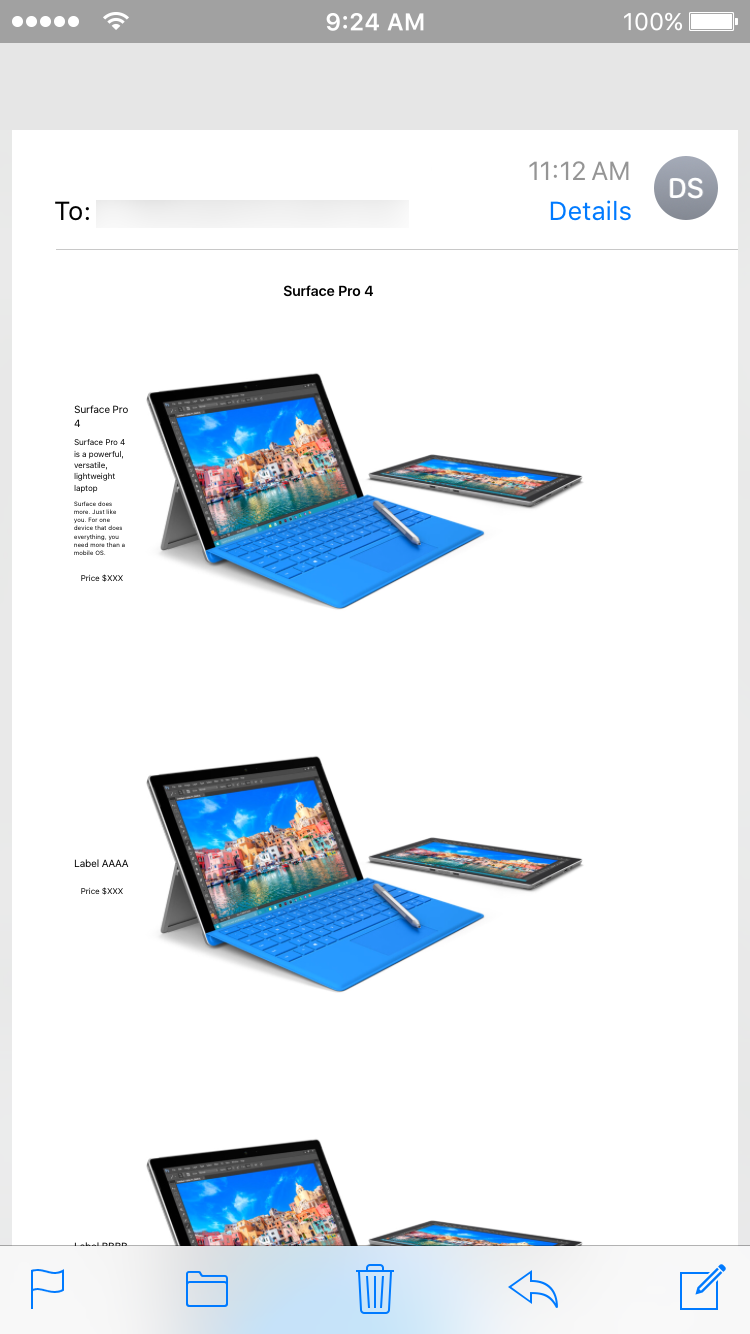 9:24 AM
100%
11:12 AM
DS
To:
Details
Surface Pro 4
Surface Pro
4
Surface Pro 4
is a powerful,
versatile,
lightweight
laptop
Surface does
more. Just like
you. For one
device that does
everything, you
need more than a
mobile OS.
Price $XXX
Label AAAA
Price $XXX
Label BBBB